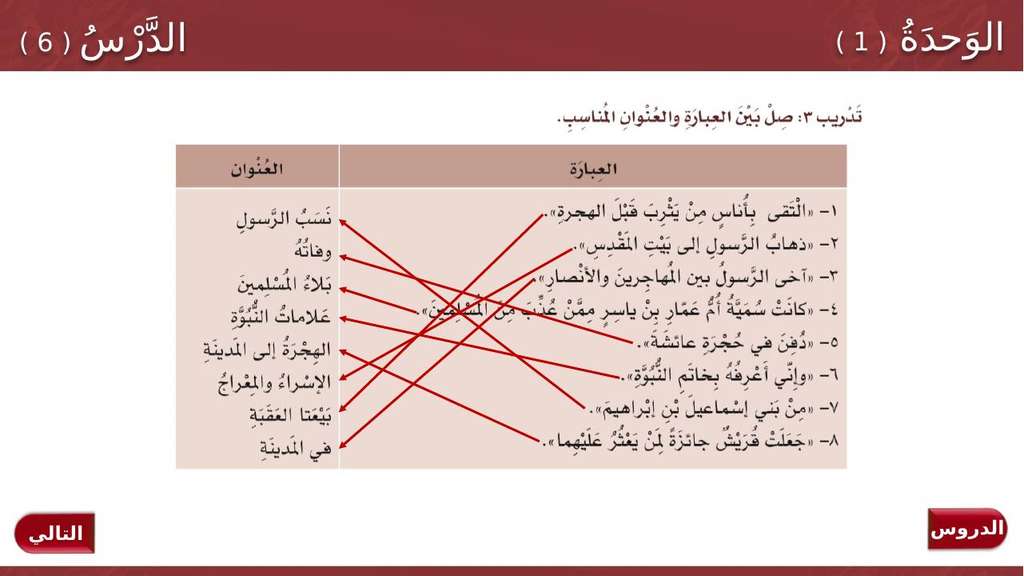 الوَحدَةُ ( 1 )
الدَّرْسُ ( 6 )
تَدْريب ٣: صِلْ بَيْنَ العِبارَةِ والعُنْوانِ المُناسِبِ.
العِبارَة
العُنْوان
١- «الْتَقى بِأُناسٍ مِنْ يَثْرِبَ قَبْلَ الهجرةِ».
نَسَبُ الرَّسولِ
٢- «ذهابُ الرَّسولِ إلى بَيْتِ المَقْدِسِ».
وفاتُهُ
٣- «آخى الرَّسولُ بين المُهاجِرينَ والأنْصارِ»
بَلاءُ المُسْلِمينَ
٤- «كانَتْ سُمَيَّةُ أُمُّ عَمّارِ بِنْ ياسِرٍ مِمَّنْ عُذِّبَ مِنَ المُسْلِمِينَ».
عَلاماتُ النُّبُوَّةِ
٥- «دُفِنَ في حُجْرَةِ عائشَةَ».
الهِجْرَةُ إلى المَدينَةِ
٦- «وإنّي أَعْرِفُهُ بِخاتَمِ النُّبُوَّةِ».
الإسْراءُ والمِعْراجُ
٧- «مِنْ بَني إسْماعيلَ بْنِ إبْراهيمَ».
بَيْعَتا العَقَبَةِ
٨- «جَعَلَتْ قُرَيْشٌ جائزَةً لِمَنْ يَعْثُرُ عَلَيْهِما».
في المَدينَةِ
الدروس
التالي